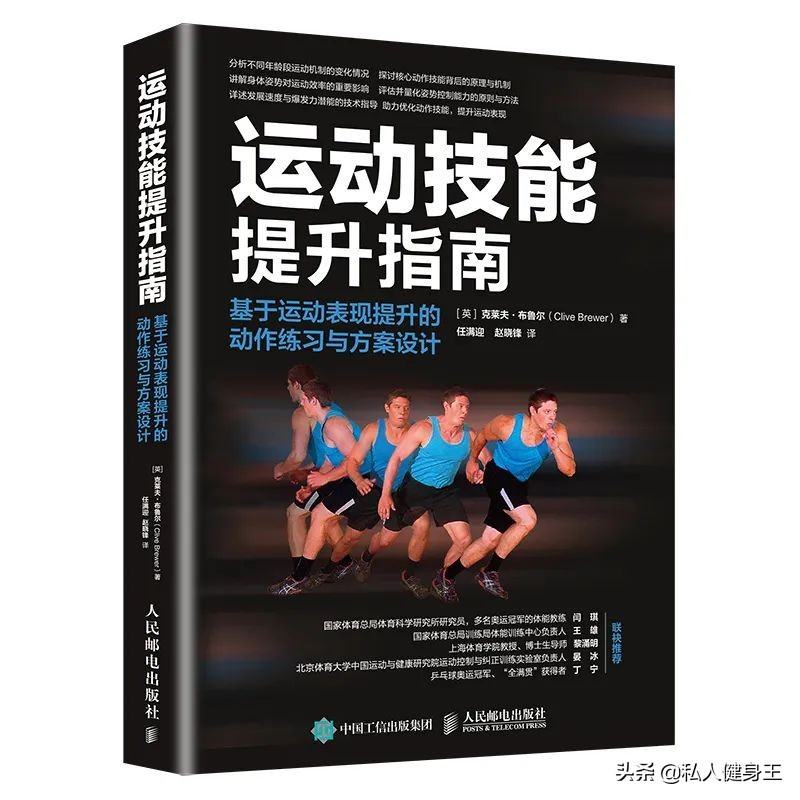 分析不同年龄段运动机制的变化情况 探讨核心动作技能背后的原理与机制
讲解身体姿势对运动效率的重要影响 评估并量化姿势控制能力的原则与方法
详述发展速度与爆发力潜能的技术指导 助力优化动作技能，提升运动表现
运动技能
提升指南
基于运动表现提升的
动作练习与方案设计
[英] 克莱夫·布鲁尔（Clive Brewer）著
任满迎 赵晓锋 译
国家体育总局体育科学研究所研究员，多名奥运冠军的体能教练 闫 琪
国家体育总局训练局体能训练中心负责人 王 雄
上海体育学院教授、博士生导师 黎涌明
北京体育大学中国运动与健康研究院运动控制与纠正训练实验室负责人 晏 冰
乒乓球奥运冠军、“全满贯”获得者 丁 宁
联袂推荐
中国工信出版集团
人民邮电出版社
POSTS & TELECOM PRESS
运动技能提升指南
基于运动表现提升的
动作练习与方案设计
[英] 克莱夫·布鲁尔（Clive Brewer）著
任满迎 赵晓锋 译
人民邮电出版社
头条 @私人健身王